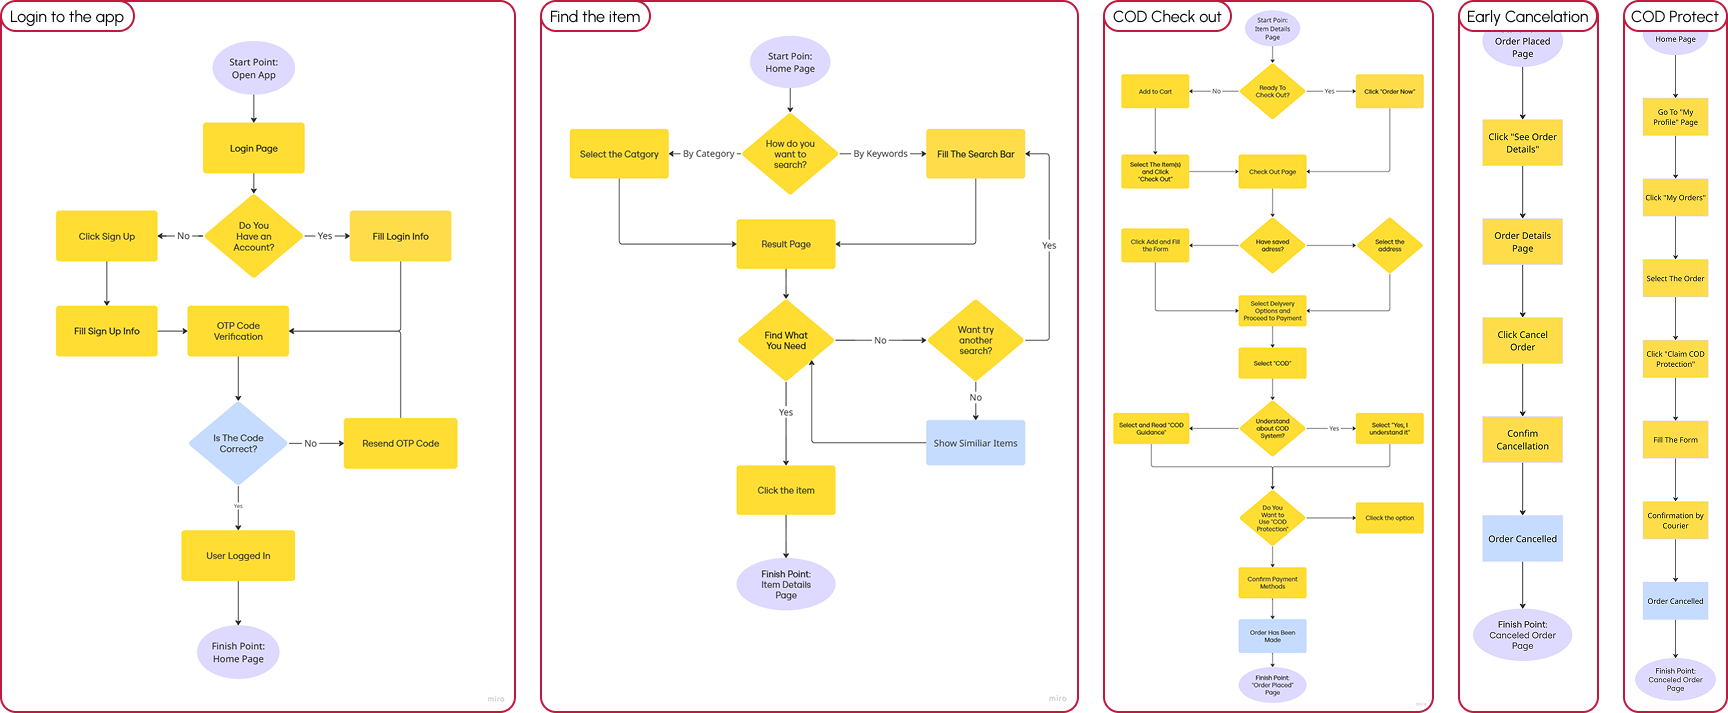 Login to the app
Start Point:
Open App
Login Page
Do You
Have an
Account?
No
Yes
Click Sign Up
Fill Login Info
Fill Sign Up Info
OTP Code
Verification
Is The Code
Correct?
No
Resend OTP Code
Yes
User Logged In
Finish Point:
Home Page
miro
Find the item
Start Poin:
Home Page
How do you
want to
search?
By Category
By Keywords
Select the Catgory
Fill The Search Bar
Result Page
Yes
Find What
You Need
No
Want try
another
search?
Yes
No
Show Similiar Items
Click the item
Finish Point:
Item Details
Page
miro
COD Check out
Start Poin:
Item Details
Page
Ready To
Check Out?
No
Yes
Add to Cart
Click "Order Now"
Select The Item(s)
and Click
"Check Out"
Check Out Page
Click Add and Fill
the Form
Have saved
adress?
Select the
address
Select Delyvery
Options and
Proceed to Payment
Select "COD"
Select and Read "COD
Guidance"
Understand
about COD
System?
Yes
Select "Yes, I
understand it"
Do You
Want to
Use "COD
Protection"
Clleck the option
Confirm Payment
Methods
Order Has Been
Made
Finish Point:
"Order Placed"
Page
miro
Early Cancelation
Order Placed
Page
Click "See Order
Details"
Order Details
Page
Click Cancel
Order
Confim
Cancellation
Order Cancelled
Finish Point:
Canceled Order
Page
COD Protect
Home Page
Go To "My
Profile" Page
Click "My Orders"
Select The Order
Click "Claim COD
Protection"
Fill The Form
Confirmation by
Courier
Order Cancelled
Finish Point:
Canceled Order
Page